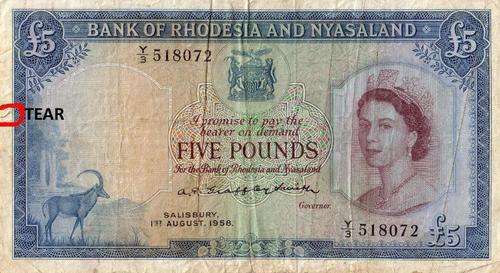 £5 BANK OF RHODESIA AND NYASALAND £5
Y/3 518072
TEAR
I promise to pay the
bearer on demand
FIVE POUNDS
for the Bank of Rhodesia and Nyasaland
Governor.
SALISBURY,
1ST AUGUST, 1958.
Y/3 518072
£5